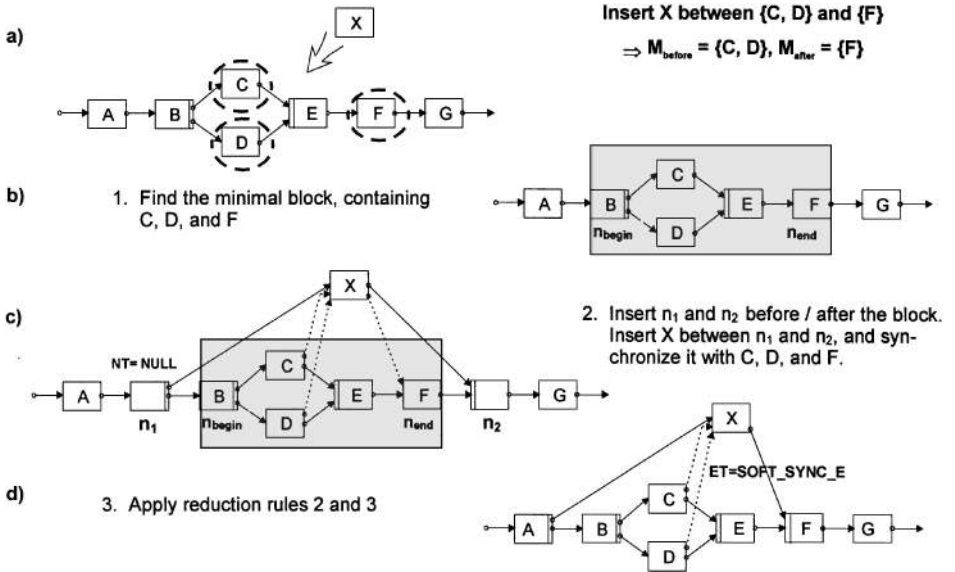 X
Insert X between {C, D} and {F}
⇒ M_before = {C, D}, M_after = {F}
a)
C
A B E F G
D
b)
1. Find the minimal block, containing
C, D, and F
C
A B E F G
D
n_begin n_end
X
c)
2. Insert n₁ and n₂ before / after the block.
Insert X between n₁ and n₂, and syn-
chronize it with C, D, and F.
NT= NULL
C
A B E F G
D
n₁ n_begin n_end n₂
X
ET=SOFT_SYNC_E
d)
3. Apply reduction rules 2 and 3
C
A B E F G
D